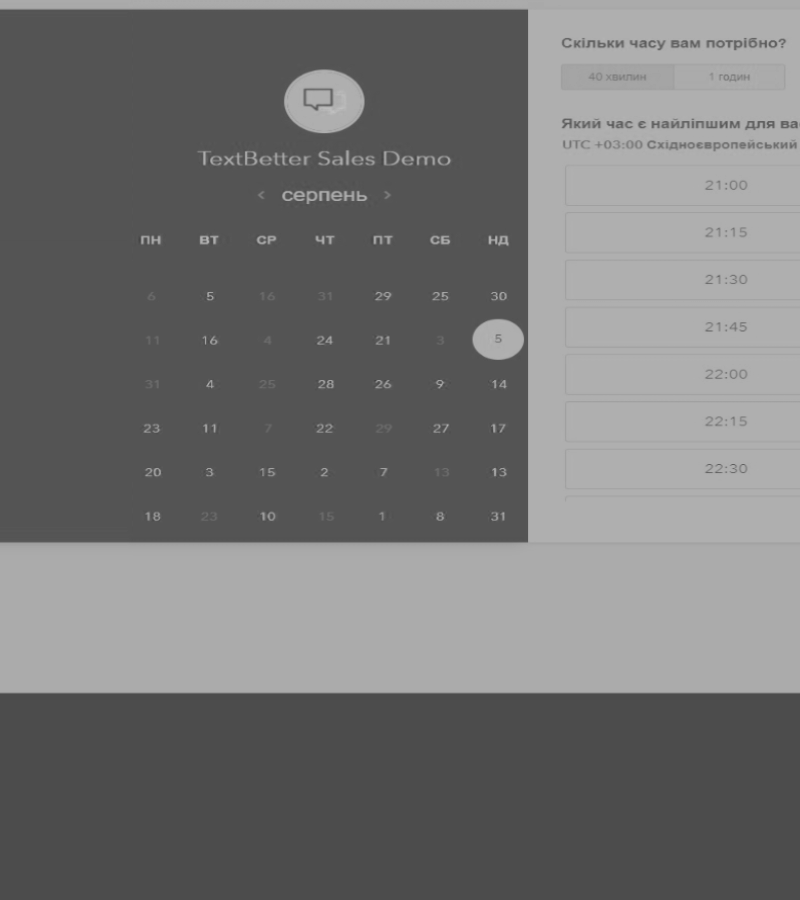 TextBetter Sales Demo
‹ серпень ›
ПН ВТ СР ЧТ ПТ СБ НД
6 5 16 31 29 25 30
11 16 4 24 21 3 5
31 4 25 28 26 9 14
23 11 7 22 29 27 17
20 3 15 2 7 13 13
18 23 10 15 1 8 31
Скільки часу вам потрібно?
40 хвилин 1 годин
Який час є найліпшим для ва
UTC +03:00 Східноєвропейський
21:00
21:15
21:30
21:45
22:00
22:15
22:30